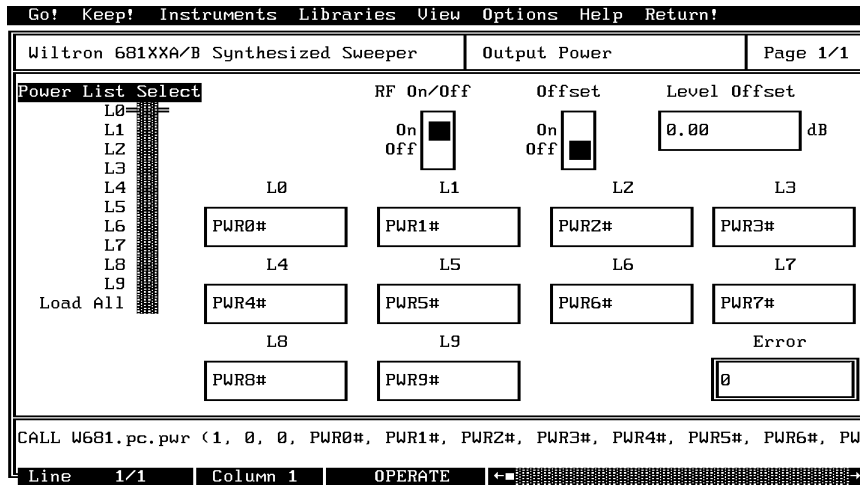 Go! Keep! Instruments Libraries View Options Help Return!
Wiltron 681XXA/B Synthesized Sweeper Output Power Page 1/1
Power List Select RF On/Off Offset Level Offset
L0
L1 On On 0.00 dB
L2 Off Off
L3
L4 L0 L1 L2 L3
L5
L6 PWR0# PWR1# PWR2# PWR3#
L7
L8 L4 L5 L6 L7
L9
Load All PWR4# PWR5# PWR6# PWR7#
L8 L9 Error
PWR8# PWR9# 0
CALL W681.pc.pwr (1, 0, 0, PWR0#, PWR1#, PWR2#, PWR3#, PWR4#, PWR5#, PWR6#, PW
Line 1/1 Column 1 OPERATE